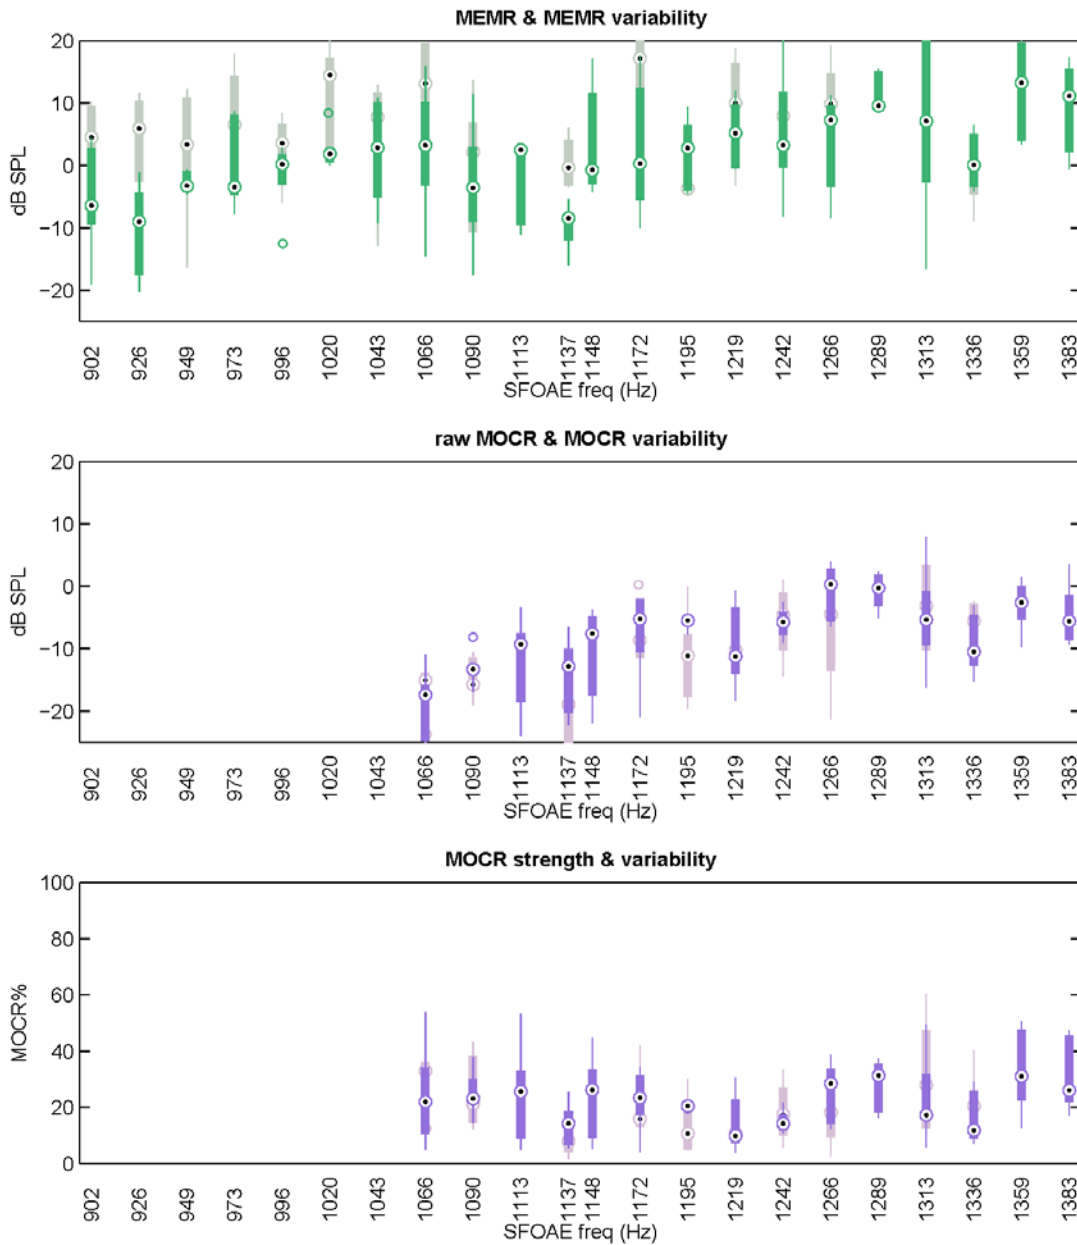 MEMR & MEMR variability
20
10
0
−10
−20
dB SPL
902 926 949 973 996 1020 1043 1066 1090 1113 1137 1148 1172 1195 1219 1242 1266 1289 1313 1336 1359 1383
SFOAE freq (Hz)
raw MOCR & MOCR variability
20
10
0
−10
−20
dB SPL
902 926 949 973 996 1020 1043 1066 1090 1113 1137 1148 1172 1195 1219 1242 1266 1289 1313 1336 1359 1383
SFOAE freq (Hz)
MOCR strength & variability
100
80
60
40
20
0
MOCR%
902 926 949 973 996 1020 1043 1066 1090 1113 1137 1148 1172 1195 1219 1242 1266 1289 1313 1336 1359 1383
SFOAE freq (Hz)